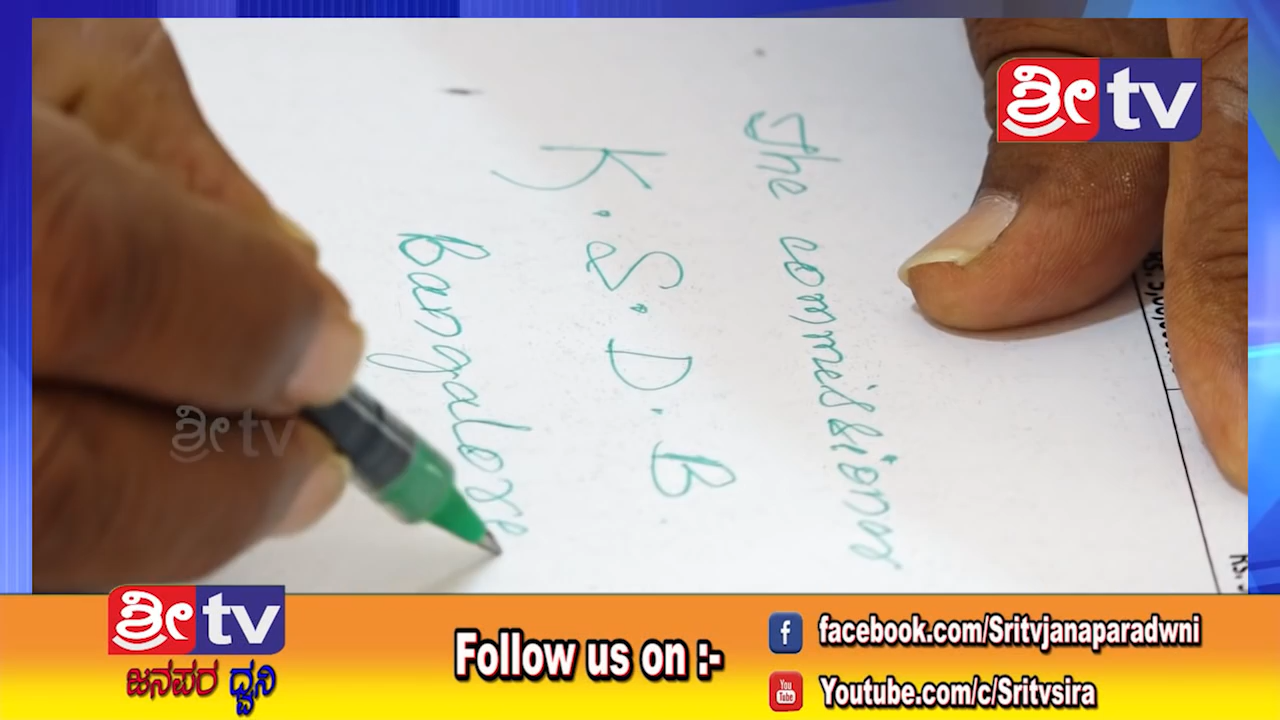 ಶ್ರೀ tv
The commissioner
K.S.D.B
Bangalore
ಶ್ರೀ tv
ಶ್ರೀ tv
ಜನಪರ ಧ್ವನಿ
Follow us on :-
facebook.com/Sritvjanaparadwni
Youtube.com/c/Sritvsira